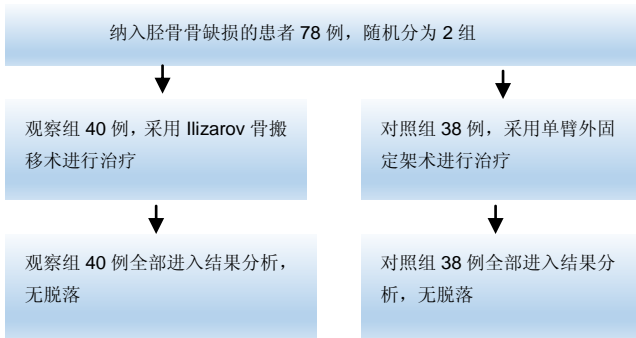 纳入胫骨骨缺损的患者 78 例，随机分为 2 组
观察组 40 例，采用 Ilizarov 骨搬
移术进行治疗
对照组 38 例，采用单臂外固
定架术进行治疗
观察组 40 例全部进入结果分析，
无脱落
对照组 38 例全部进入结果分
析，无脱落